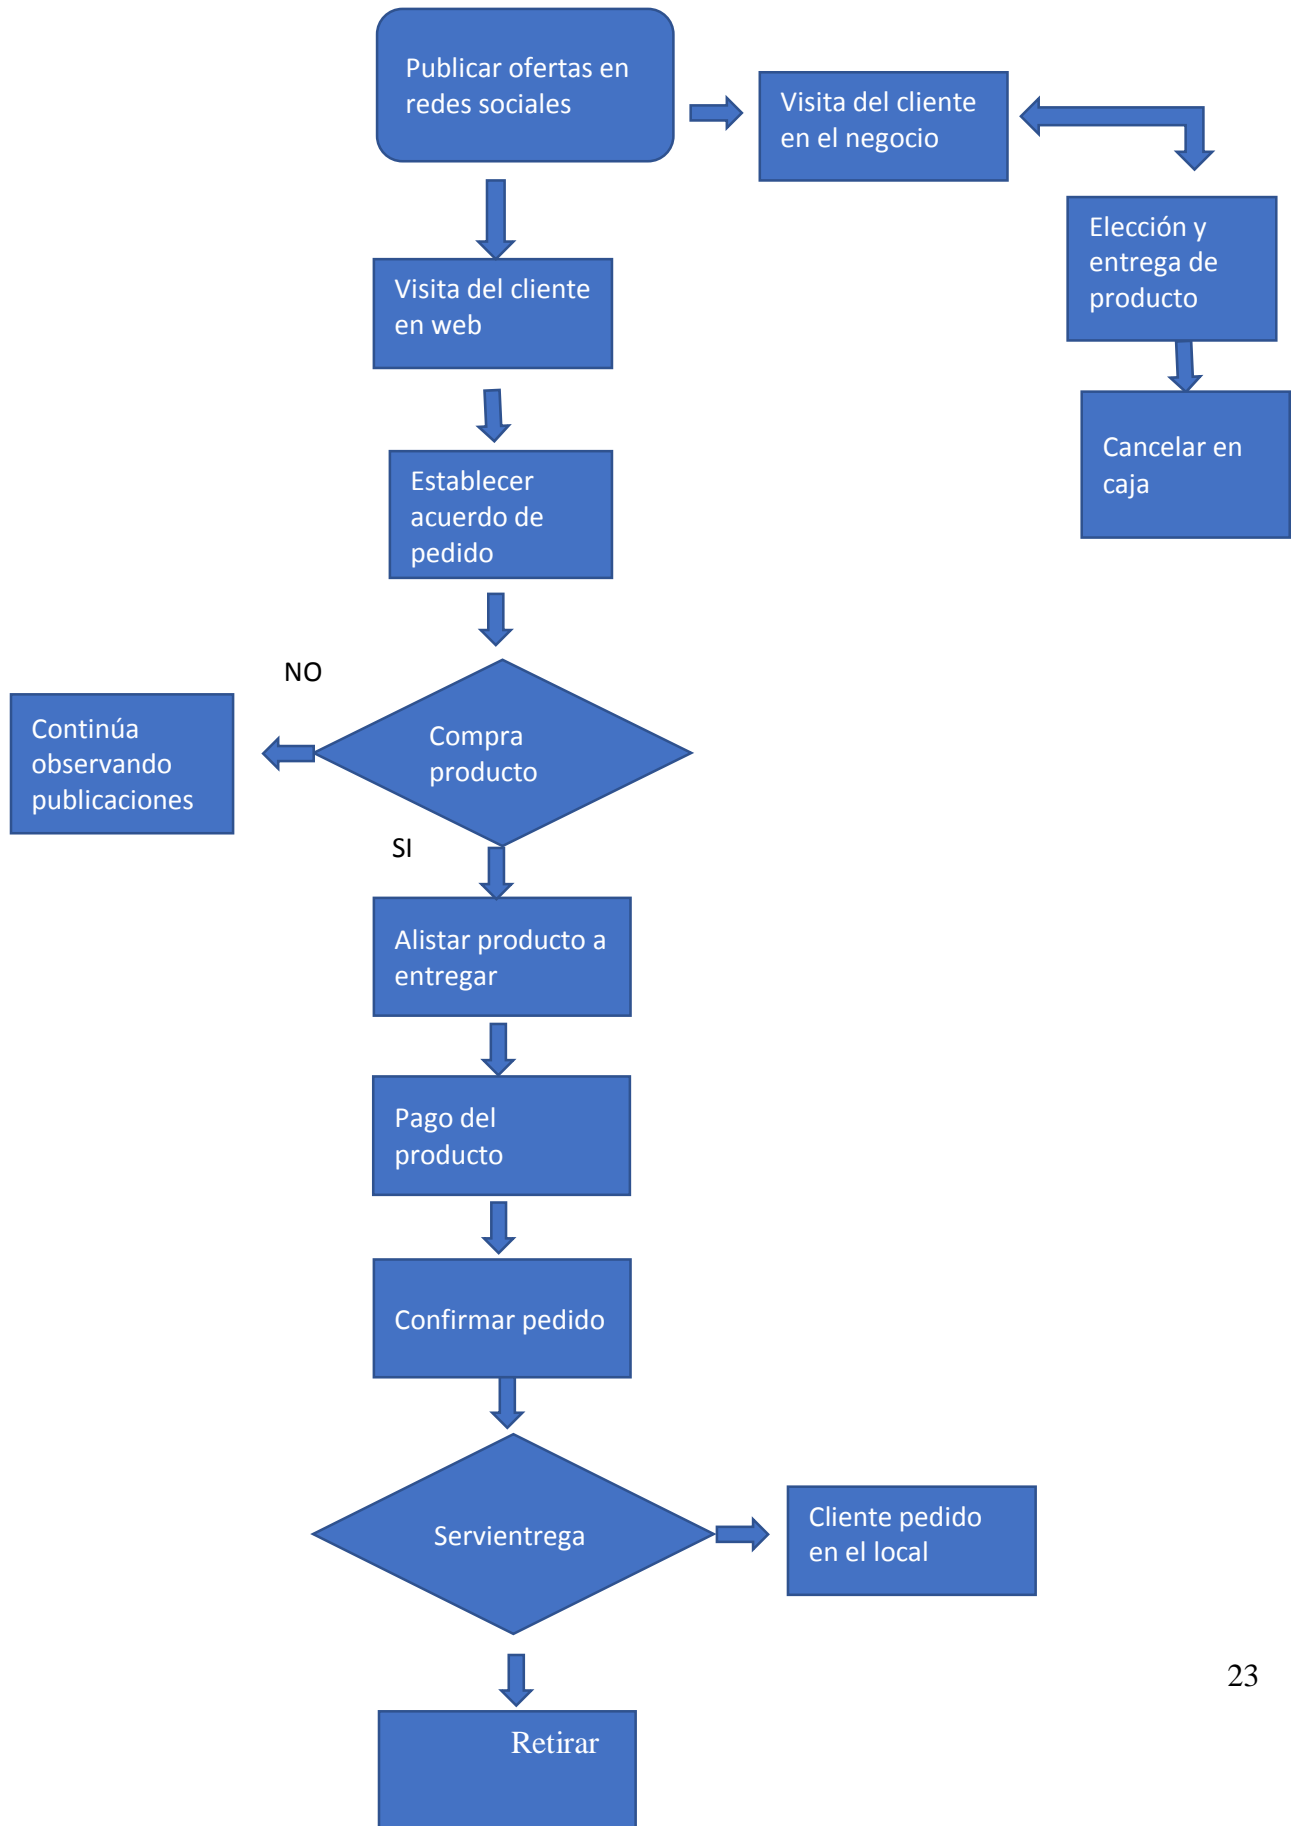 Publicar ofertas en
redes sociales
Visita del cliente
en el negocio
Elección y
entrega de
producto
Visita del cliente
en web
Cancelar en
caja
Establecer
acuerdo de
pedido
NO
Continúa
observando
publicaciones
Compra
producto
SI
Alistar producto a
entregar
Pago del
producto
Confirmar pedido
Servientrega
Cliente pedido
en el local
23
Retirar